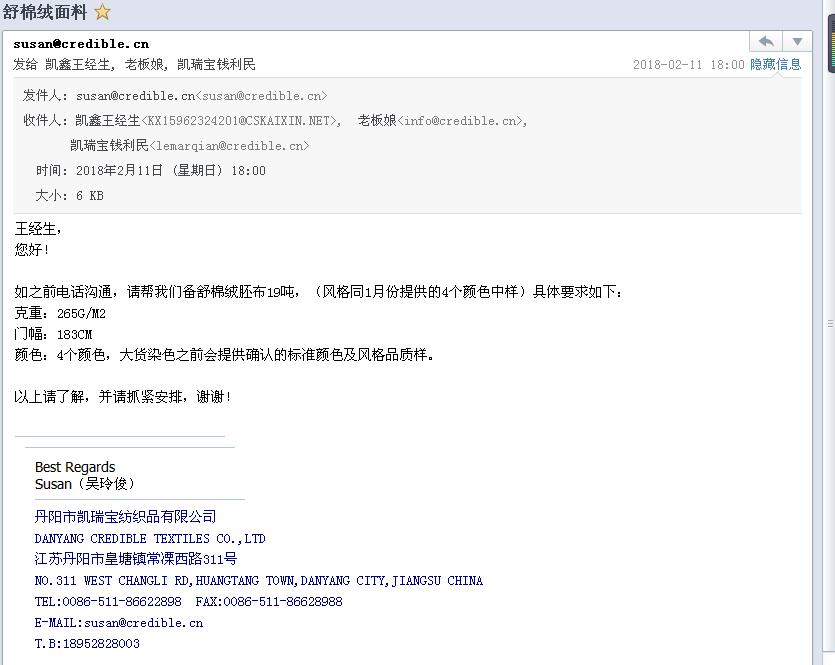 舒棉绒面料
susan@credible.cn
发给 凯鑫王经生, 老板娘, 凯瑞宝钱利民
2018-02-11 18:00 隐藏信息
发件人: susan@credible.cn<susan@credible.cn>
收件人: 凯鑫王经生<KX15962324201@CSKAIXIN.NET>, 老板娘<info@credible.cn>,
凯瑞宝钱利民<lemarqian@credible.cn>
时间: 2018年2月11日 (星期日) 18:00
大小: 6 KB
王经生,
您好!
如之前电话沟通, 请帮我们备舒棉绒胚布19吨, (风格同1月份提供的4个颜色中样) 具体要求如下:
克重: 265G/M2
门幅: 183CM
颜色: 4个颜色, 大货染色之前会提供确认的标准颜色及风格品质样。
以上请了解, 并请抓紧安排, 谢谢!
Best Regards
Susan (吴玲俊)
丹阳市凯瑞宝纺织品有限公司
DANYANG CREDIBLE TEXTILES CO.,LTD
江苏丹阳市皇塘镇常溧西路311号
NO.311 WEST CHANGLI RD,HUANGTANG TOWN,DANYANG CITY,JIANGSU CHINA
TEL:0086-511-86622898 FAX:0086-511-86628988
E-MAIL:susan@credible.cn
T.B:18952828003